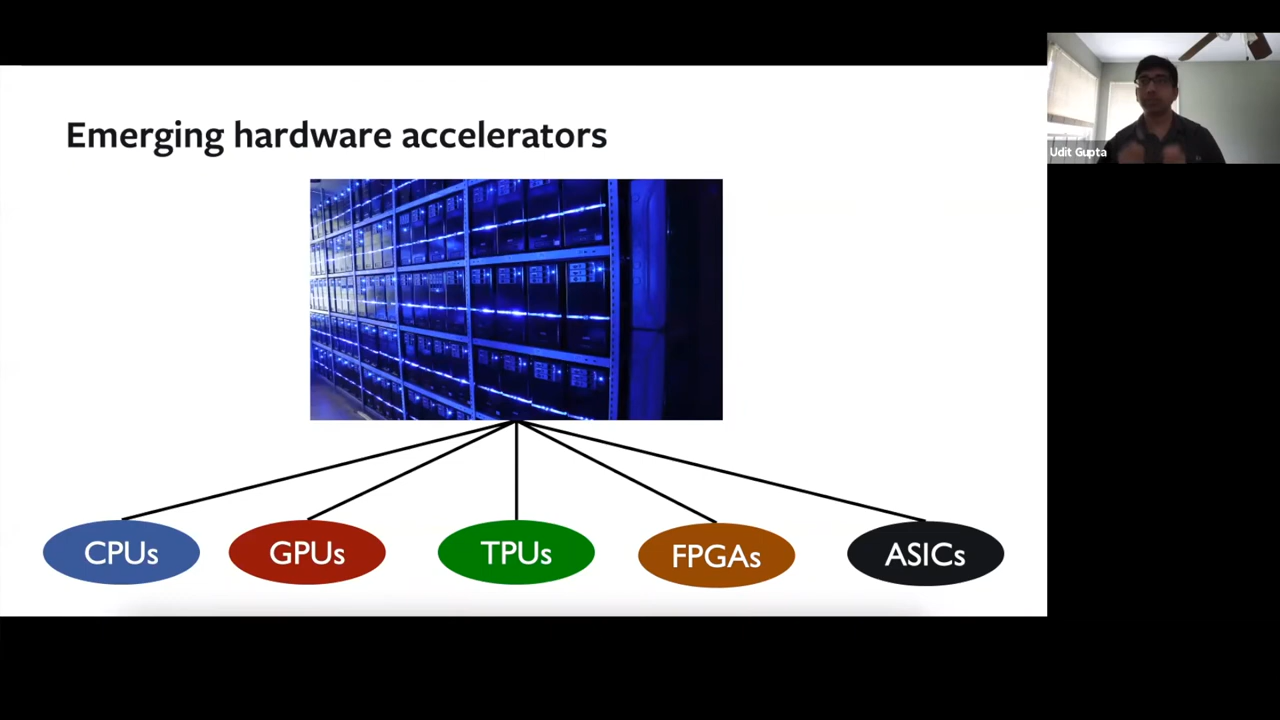 Emerging hardware accelerators
Udit Gupta
CPUs
GPUs
TPUs
FPGAs
ASICs